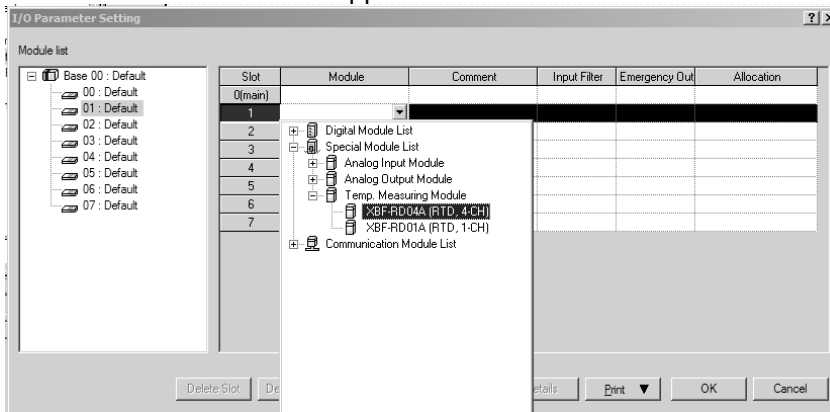 I/O Parameter Setting
Module list
Base 00 : Default
00 : Default
01 : Default
02 : Default
03 : Default
04 : Default
05 : Default
06 : Default
07 : Default
Slot Module Comment Input Filter Emergency Out Allocation
0(main)
1
2
3
4
5
6
7
Digital Module List
Special Module List
Analog Input Module
Analog Output Module
Temp. Measuring Module
XBF-RD04A (RTD, 4-CH)
XBF-RD01A (RTD, 1-CH)
Communication Module List
Delete Slot De etails Print ▼ OK Cancel